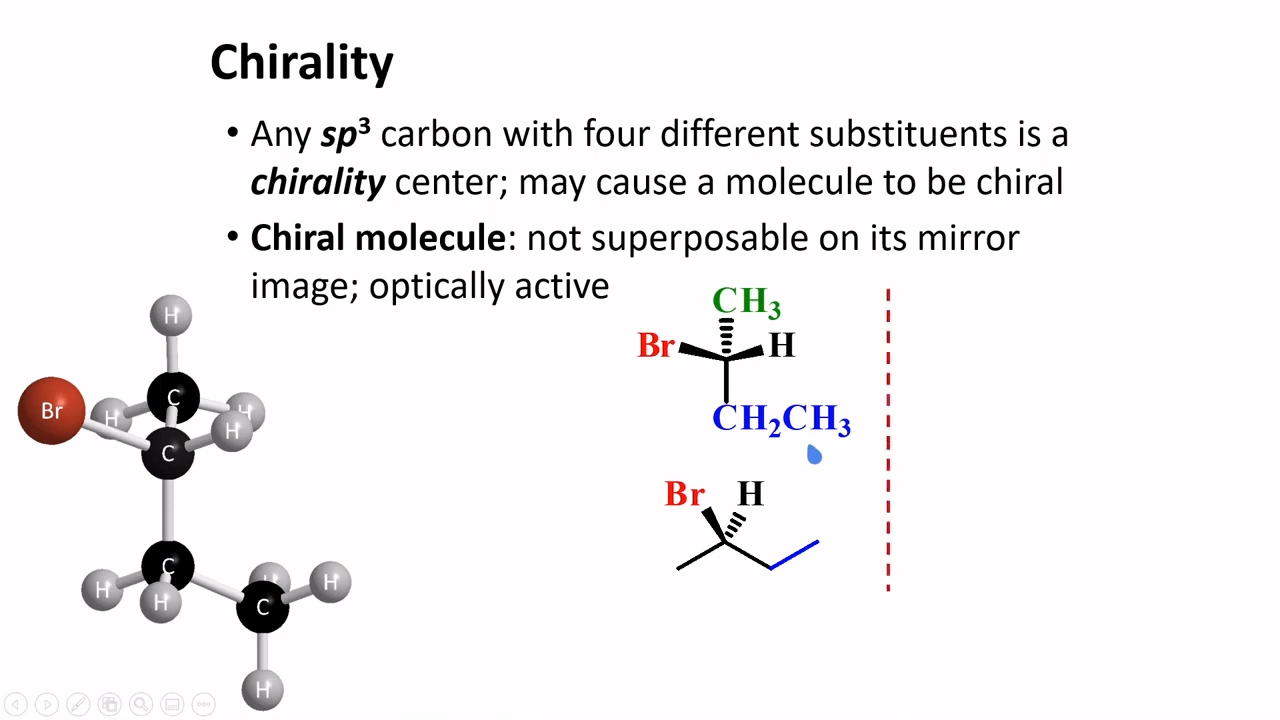 Chirality
• Any sp³ carbon with four different substituents is a
chirality center; may cause a molecule to be chiral
• Chiral molecule: not superposable on its mirror
image; optically active
CH₃
Br H
CH₂CH₃
Br H
H
C
Br H H
H
C
C
H H H H
C
H